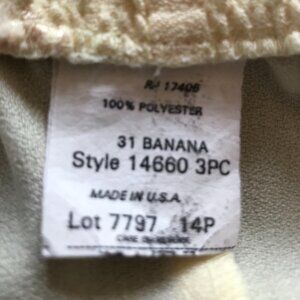 RN 17406
100% POLYESTER
31 BANANA
Style 14660 3PC
MADE IN U.S.A.
Lot 7797 14P